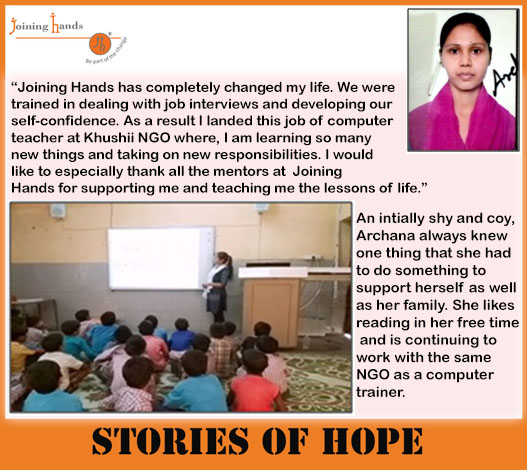 Joining hands
Be part of the change
“Joining Hands has completely changed my life. We were
trained in dealing with job interviews and developing our
self-confidence. As a result I landed this job of computer
teacher at Khushii NGO where, I am learning so many
new things and taking on new responsibilities. I would
like to especially thank all the mentors at Joining
Hands for supporting me and teaching me the lessons of life.”
An intially shy and coy,
Archana always knew
one thing that she had
to do something to
support herself as well
as her family. She likes
reading in her free time
and is continuing to
work with the same
NGO as a computer
trainer.
STORIES OF HOPE